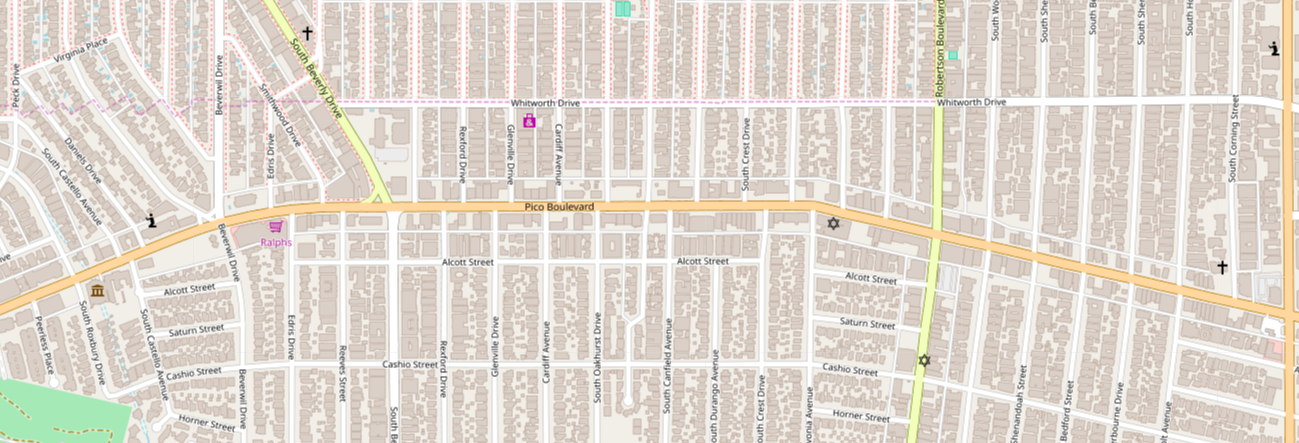 Peck Drive
Virginia Place
Beverwil Drive
South Beverly Drive
Smithwood Drive
Edris Drive
Daniels Drive
South Castello Avenue
Whitworth Drive
Rexford Drive
Glenville Drive
Cardiff Avenue
South Crest Drive
Robertson Boulevard
Whitworth Drive
South Corning Street
Pico Boulevard
Ralphs
Beverwil Drive
Alcott Street
Alcott Street
Alcott Street
Alcott Street
Saturn Street
Saturn Street
Peerless Place
South Roxbury Drive
South Castello Avenue
Edris Drive
Reeves Street
Rexford Drive
Glenville Drive
Cardiff Avenue
South Oakhurst Drive
South Canfield Avenue
South Durango Avenue
South Crest Drive
Cashio Street
Cashio Street
Cashio Street
Beverwil Drive
Horner Street
Horner Street
South Be
vonia Avenue
Shenandoah Street
Bedford Street
rbourne Drive
Avenue
South Wo
South She
South Be
South She
South H